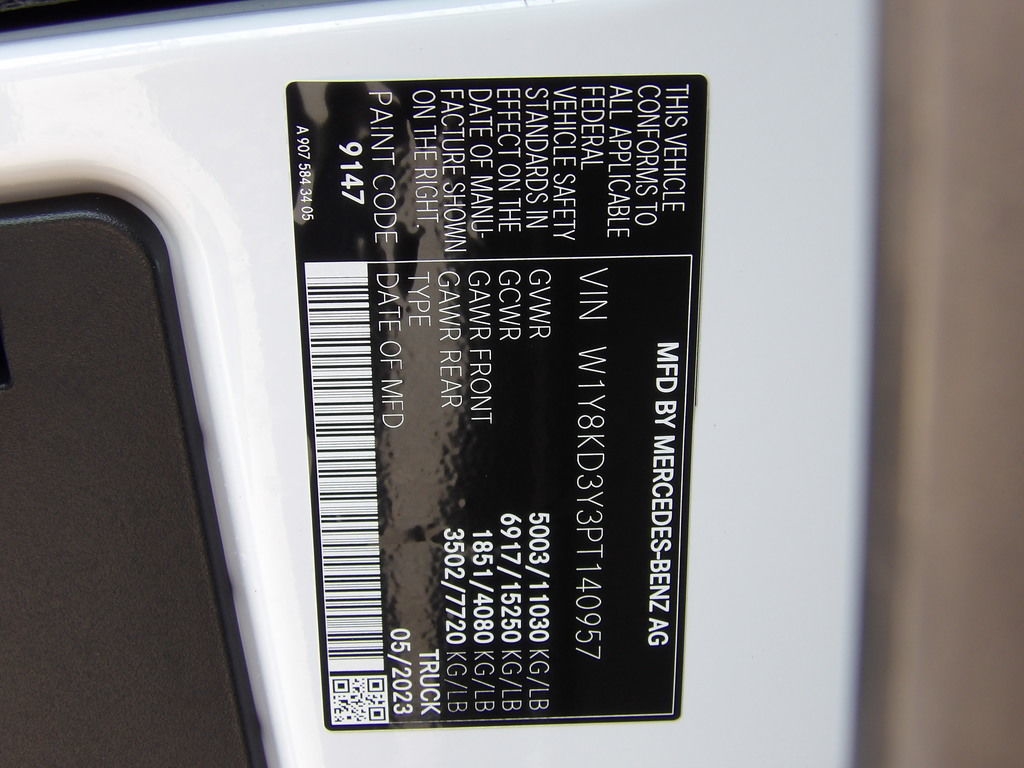 MFD BY MERCEDES-BENZ AG
THIS VEHICLE
CONFORMS TO
ALL APPLICABLE
FEDERAL
VEHICLE SAFETY
STANDARDS IN
EFFECT ON THE
DATE OF MANU-
FACTURE SHOWN
ON THE RIGHT
PAINT CODE
9147
A 907 584 34 05
VIN W1Y8KD3Y3PT140957
GVWR 5003/11030 KG/LB
GCWR 6917/15250 KG/LB
GAWR FRONT 1851/4080 KG/LB
GAWR REAR 3502/7720 KG/LB
TYPE TRUCK
DATE OF MFD 05/2023